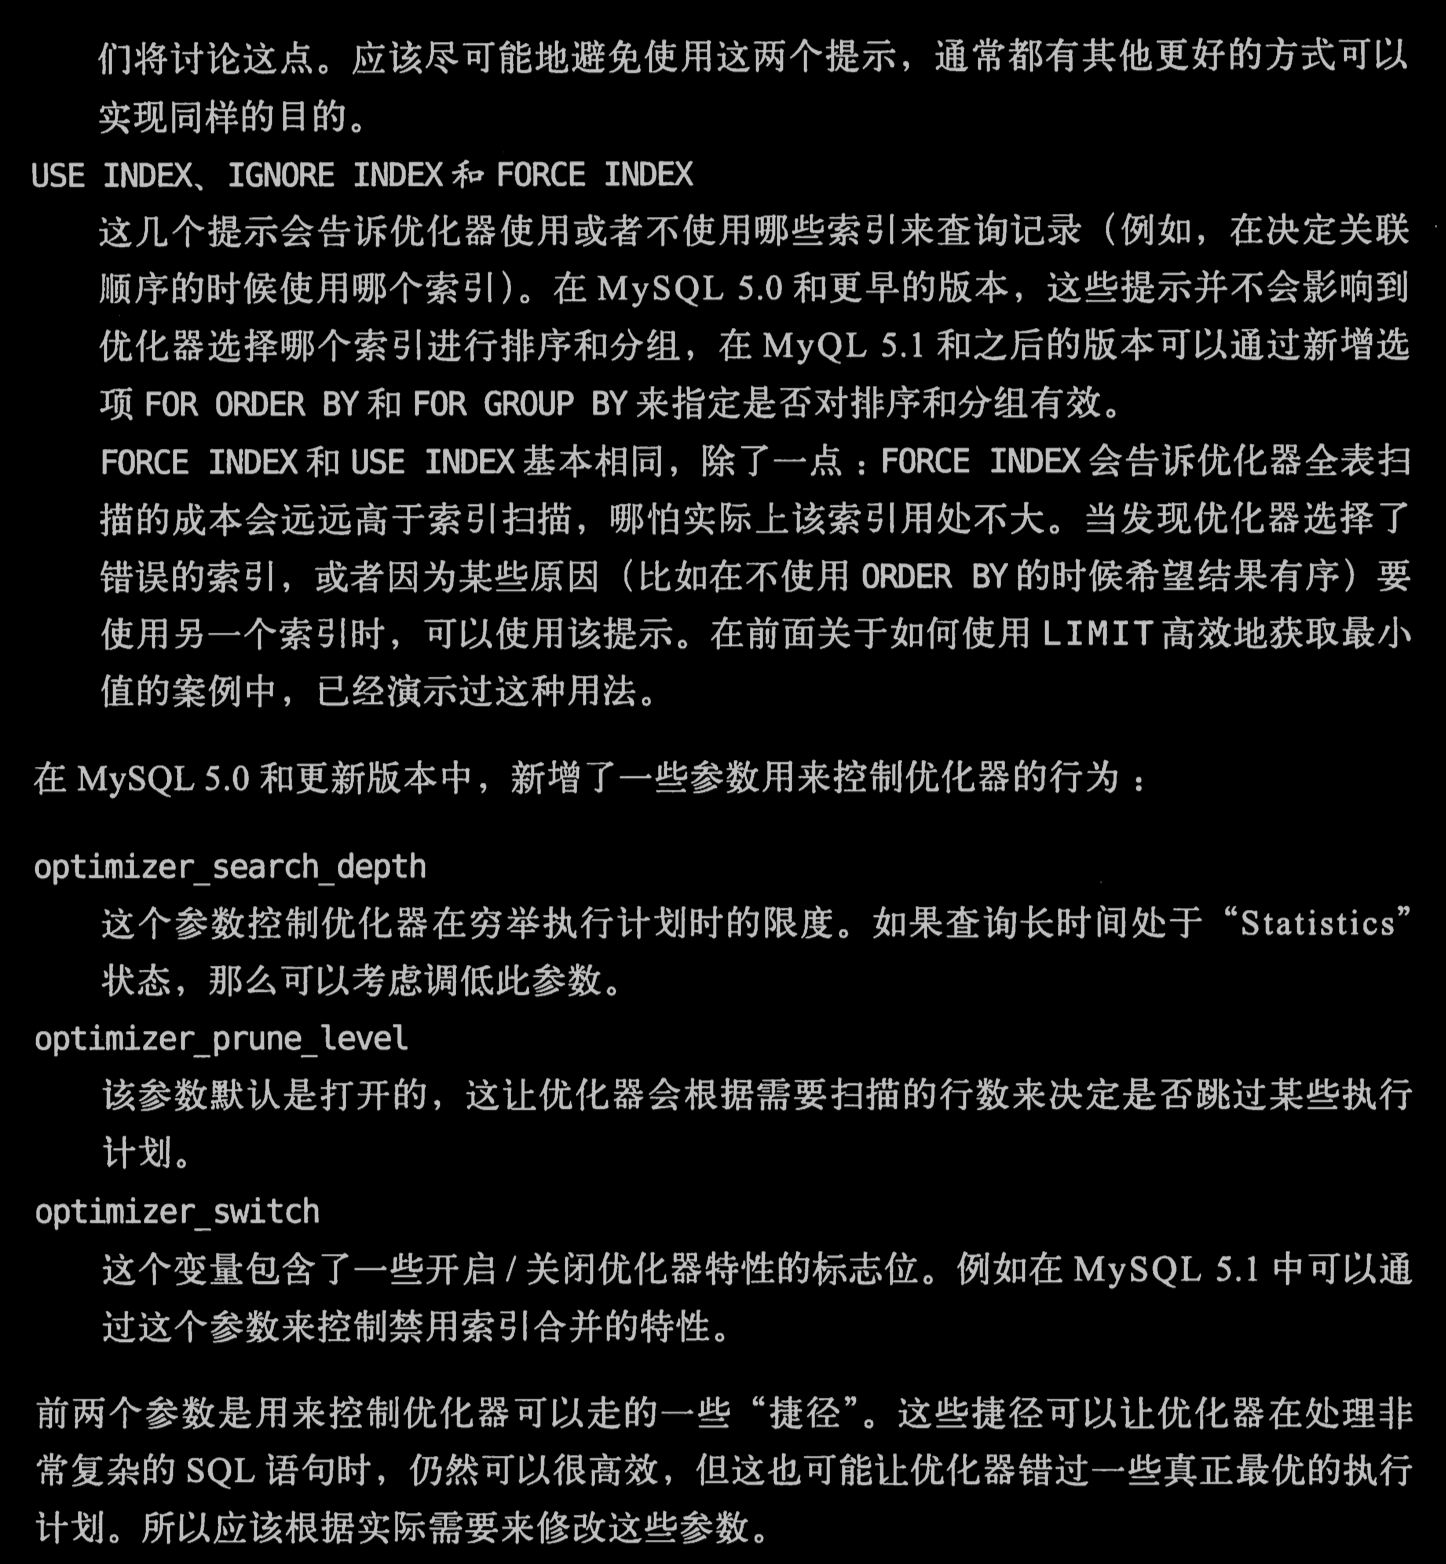 们将讨论这点。应该尽可能地避免使用这两个提示，通常都有其他更好的方式可以
实现同样的目的。
USE INDEX、IGNORE INDEX 和 FORCE INDEX
这几个提示会告诉优化器使用或者不使用哪些索引来查询记录（例如，在决定关联
顺序的时候使用哪个索引）。在 MySQL 5.0 和更早的版本，这些提示并不会影响到
优化器选择哪个索引进行排序和分组，在 MyQL 5.1 和之后的版本可以通过新增选
项 FOR ORDER BY 和 FOR GROUP BY 来指定是否对排序和分组有效。
FORCE INDEX 和 USE INDEX 基本相同，除了一点：FORCE INDEX 会告诉优化器全表扫
描的成本会远远高于索引扫描，哪怕实际上该索引用处不大。当发现优化器选择了
错误的索引，或者因为某些原因（比如在不使用 ORDER BY 的时候希望结果有序）要
使用另一个索引时，可以使用该提示。在前面关于如何使用 LIMIT 高效地获取最小
值的案例中，已经演示过这种用法。
在 MySQL 5.0 和更新版本中，新增了一些参数用来控制优化器的行为：
optimizer_search_depth
这个参数控制优化器在穷举执行计划时的限度。如果查询长时间处于“Statistics”
状态，那么可以考虑调低此参数。
optimizer_prune_level
该参数默认是打开的，这让优化器会根据需要扫描的行数来决定是否跳过某些执行
计划。
optimizer_switch
这个变量包含了一些开启 / 关闭优化器特性的标志位。例如在 MySQL 5.1 中可以通
过这个参数来控制禁用索引合并的特性。
前两个参数是用来控制优化器可以走的一些“捷径”。这些捷径可以让优化器在处理非
常复杂的 SQL 语句时，仍然可以很高效，但这也可能让优化器错过一些真正最优的执行
计划。所以应该根据实际需要来修改这些参数。